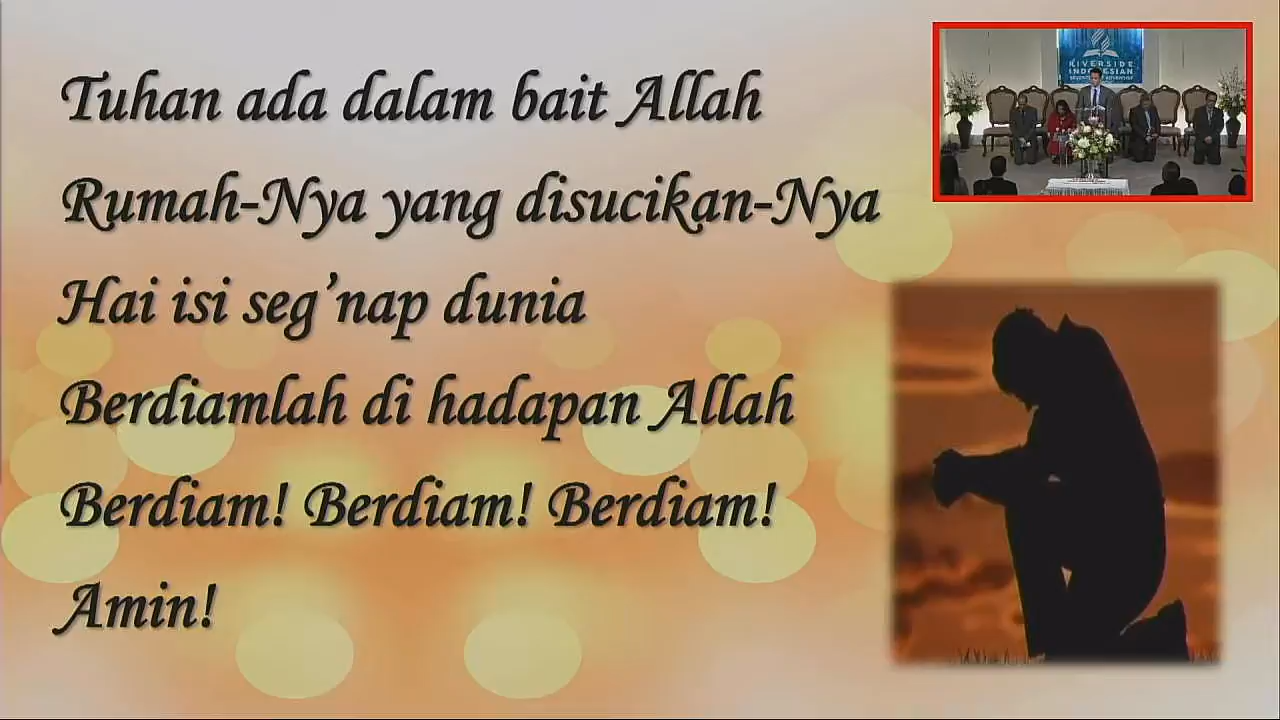 Tuhan ada dalam bait Allah
Rumah-Nya yang disucikan-Nya
Hai isi seg’nap dunia
Berdiamlah di hadapan Allah
Berdiam! Berdiam! Berdiam!
Amin!
RIVERSIDE
INDONESIAN